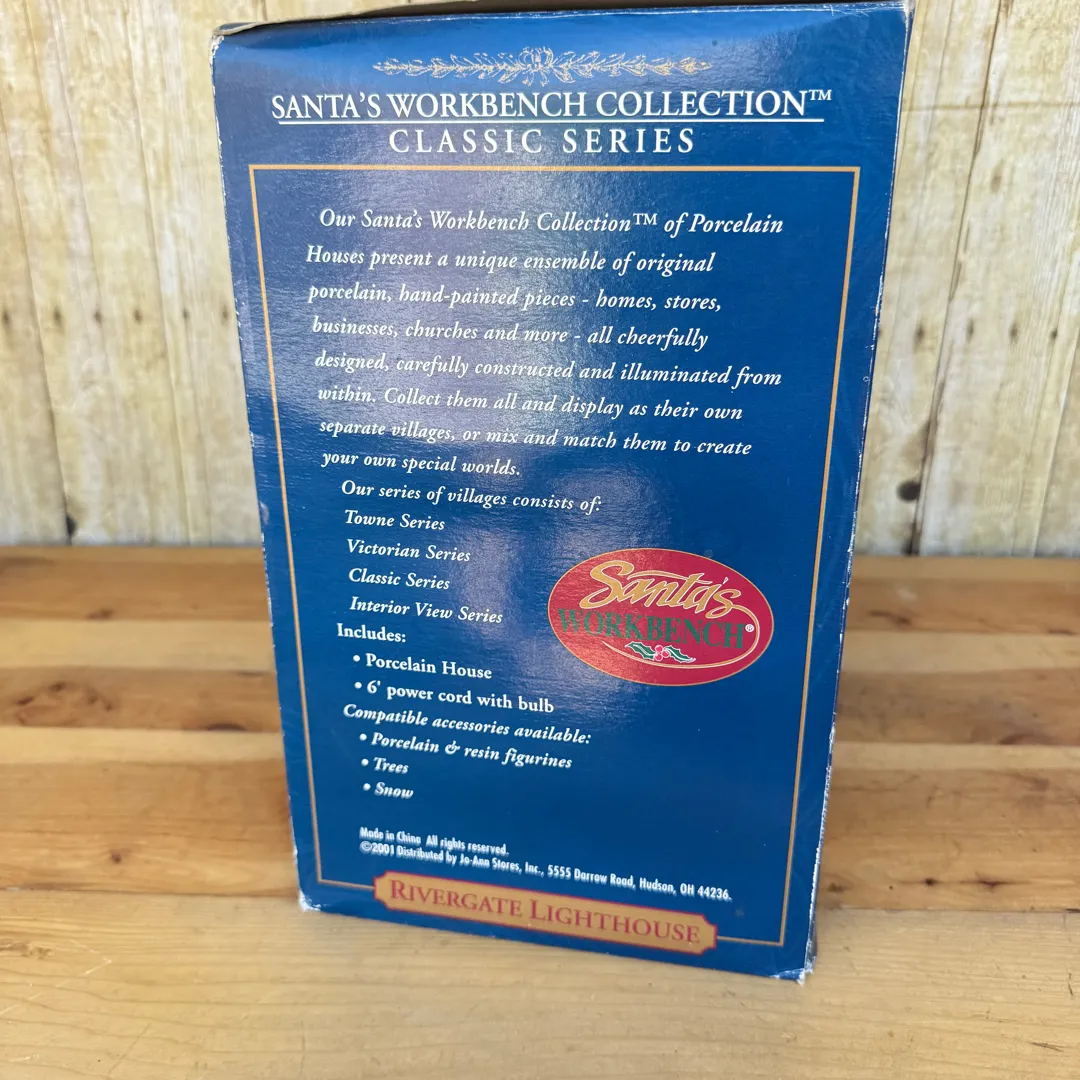 SANTA'S WORKBENCH COLLECTION™
CLASSIC SERIES
Our Santa's Workbench Collection™ of Porcelain
Houses present a unique ensemble of original
porcelain, hand-painted pieces - homes, stores,
businesses, churches and more - all cheerfully
designed, carefully constructed and illuminated from
within. Collect them all and display as their own
separate villages, or mix and match them to create
your own special worlds.
Our series of villages consists of:
Towne Series
Victorian Series
Classic Series
Interior View Series
Santa's
WORKBENCH®
Includes:
• Porcelain House
• 6' power cord with bulb
Compatible accessories available:
• Porcelain & resin figurines
• Trees
• Snow
Made in China All rights reserved.
©2001 Distributed by Jo-Ann Stores, Inc., 5555 Darrow Road, Hudson, OH 44236.
RIVERGATE LIGHTHOUSE